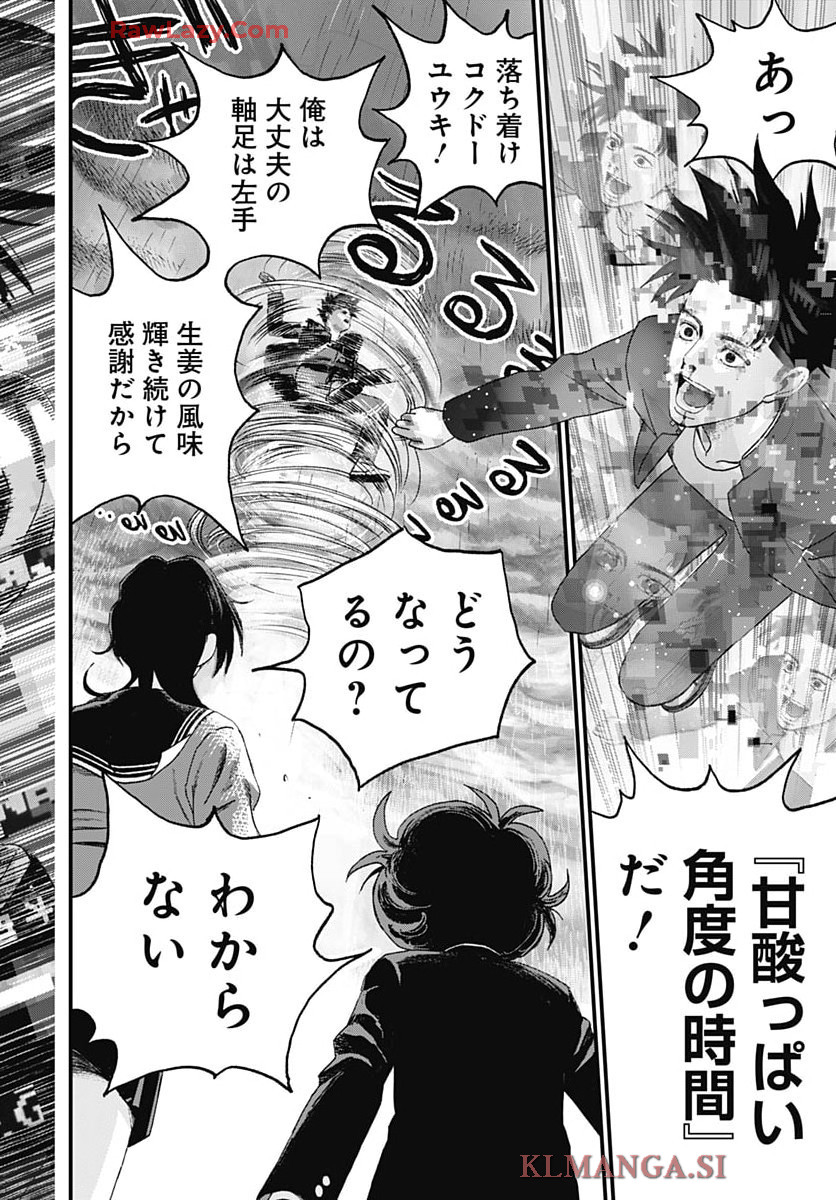 RawLazy.Com
あっ
『甘酸っぱい
角度の時間』
だ!
落ち着け
コクドー
ユウキ!
俺は
大丈夫の
軸足は左手
生姜の風味
輝き続けて
感謝だから
どう
なって
るの?
わから
ない
KLMANGA.SI